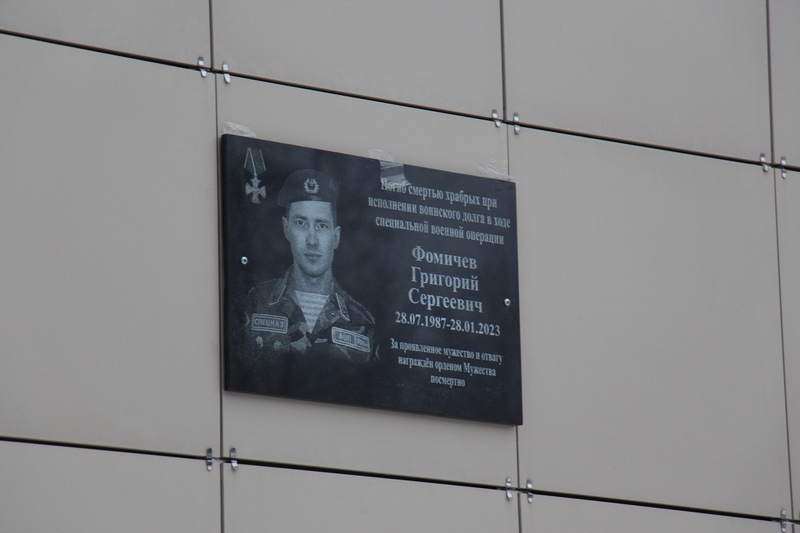 Погиб смертью храбрых при
исполнении воинского долга в ходе
специальной военной операции
Фомичев
Григорий
Сергеевич
28.07.1987-28.01.2023
За проявленное мужество и отвагу
награждён орденом Мужества
посмертно
СПЕЦНАЗ